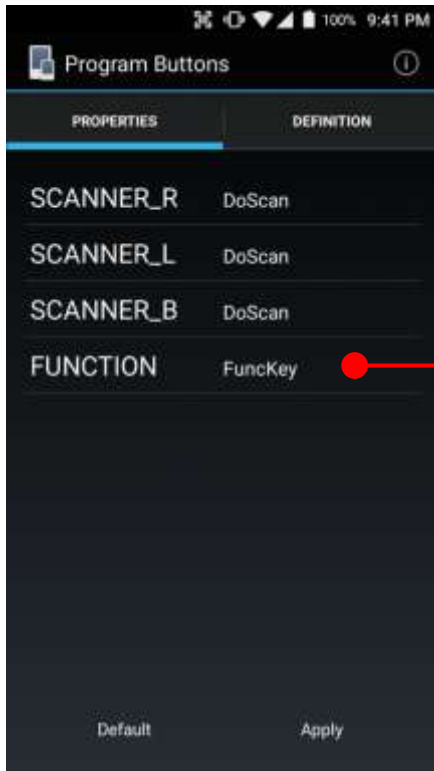 100% 9:41 PM
Program Buttons
PROPERTIES DEFINITION
SCANNER_R DoScan
SCANNER_L DoScan
SCANNER_B DoScan
FUNCTION FuncKey
Default Apply